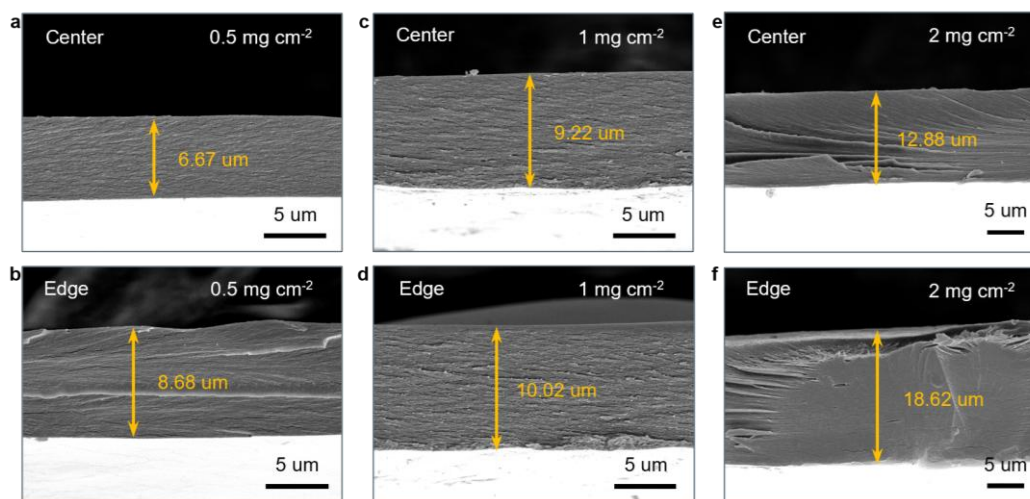 a
Center 0.5 mg cm⁻²
6.67 um
5 um
c
Center 1 mg cm⁻²
9.22 um
5 um
e
Center 2 mg cm⁻²
12.88 um
5 um
b
Edge 0.5 mg cm⁻²
8.68 um
5 um
d
Edge 1 mg cm⁻²
10.02 um
5 um
f
Edge 2 mg cm⁻²
18.62 um
5 um